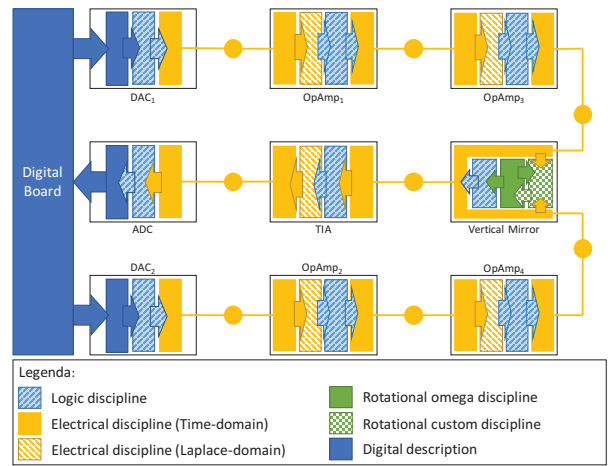 DAC1
OpAmp1
OpAmp3
Digital
Board
ADC
TIA
Vertical Mirror
DAC2
OpAmp2
OpAmp4
Legenda:
Logic discipline
Electrical discipline (Time-domain)
Electrical discipline (Laplace-domain)
Rotational omega discipline
Rotational custom discipline
Digital description